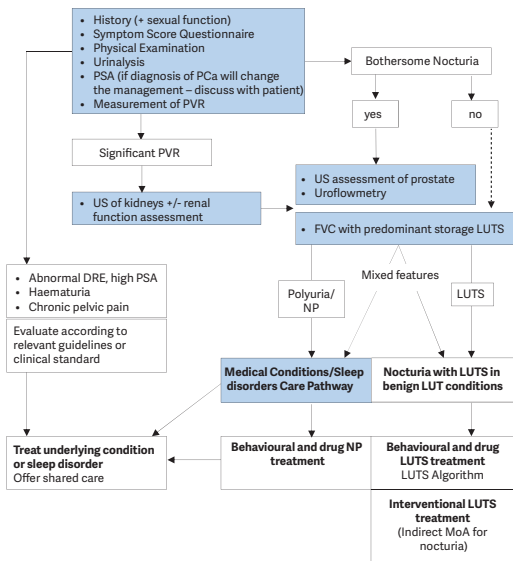 • History (+ sexual function)
• Symptom Score Questionnaire
• Physical Examination
• Urinalysis
• PSA (if diagnosis of PCa will change
the management – discuss with patient)
• Measurement of PVR
Bothersome Nocturia
yes
no
Significant PVR
• US assessment of prostate
• Uroflowmetry
• US of kidneys +/- renal
function assessment
• FVC with predominant storage LUTS
• Abnormal DRE, high PSA
• Haematuria
• Chronic pelvic pain
Evaluate according to
relevant guidelines or
clinical standard
Polyuria/
NP
Mixed features
LUTS
Medical Conditions/Sleep
disorders Care Pathway
Nocturia with LUTS in
benign LUT conditions
Treat underlying condition
or sleep disorder
Offer shared care
Behavioural and drug NP
treatment
Behavioural and drug
LUTS treatment
LUTS Algorithm
Interventional LUTS
treatment
(Indirect MoA for
nocturia)